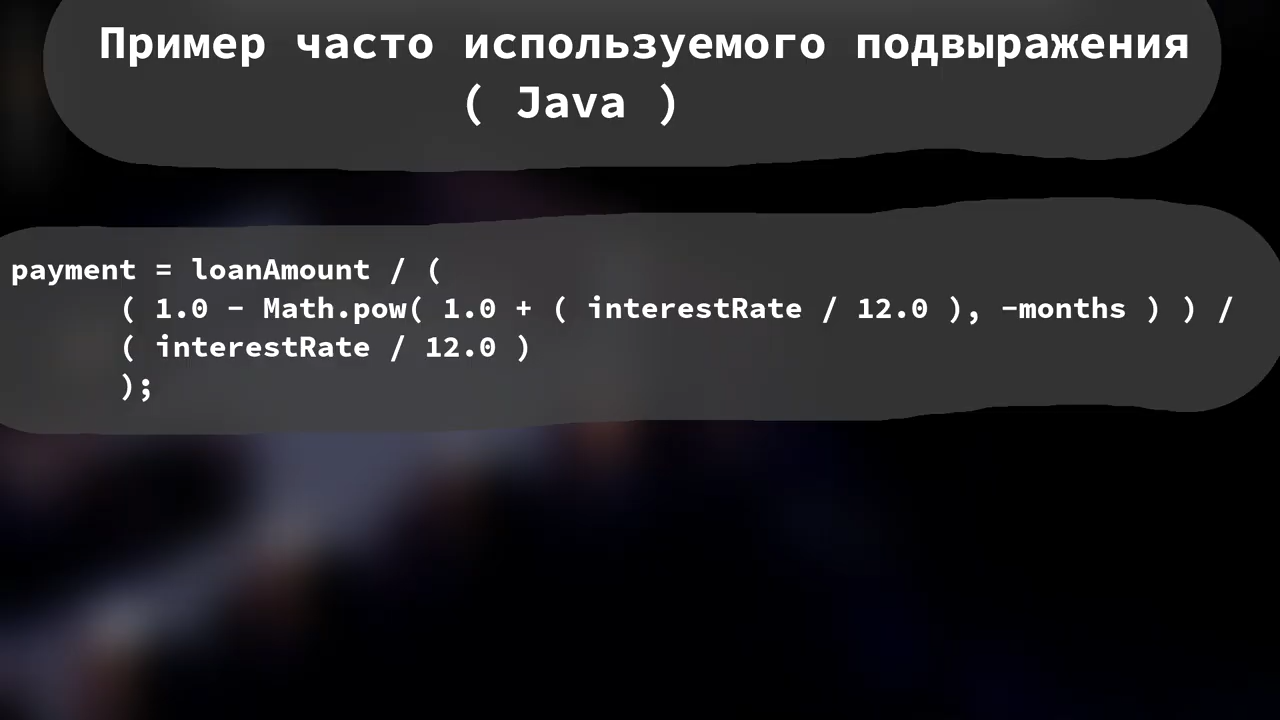 Пример часто используемого подвыражения
( Java )
payment = loanAmount / (
( 1.0 - Math.pow( 1.0 + ( interestRate / 12.0 ), -months ) ) /
( interestRate / 12.0 )
);